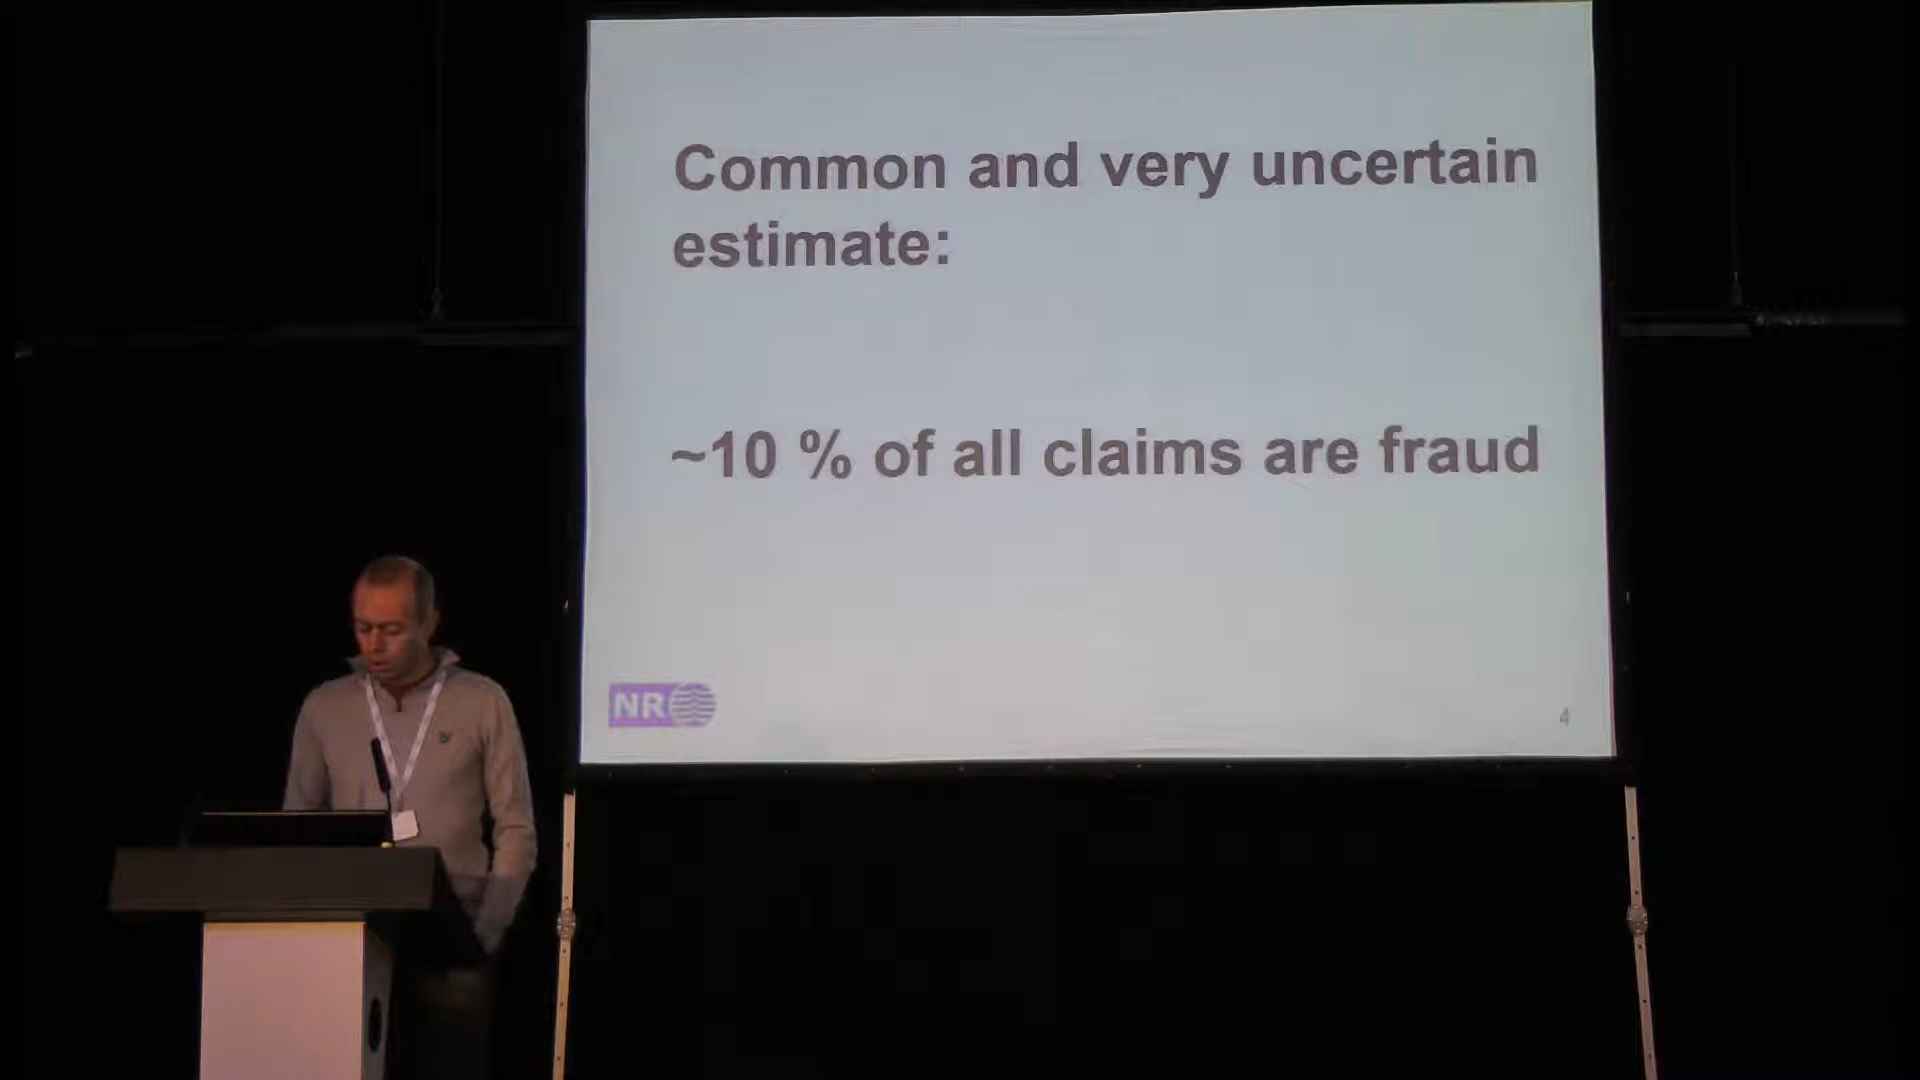 Common and very uncertain
estimate:
~10 % of all claims are fraud
NR
4